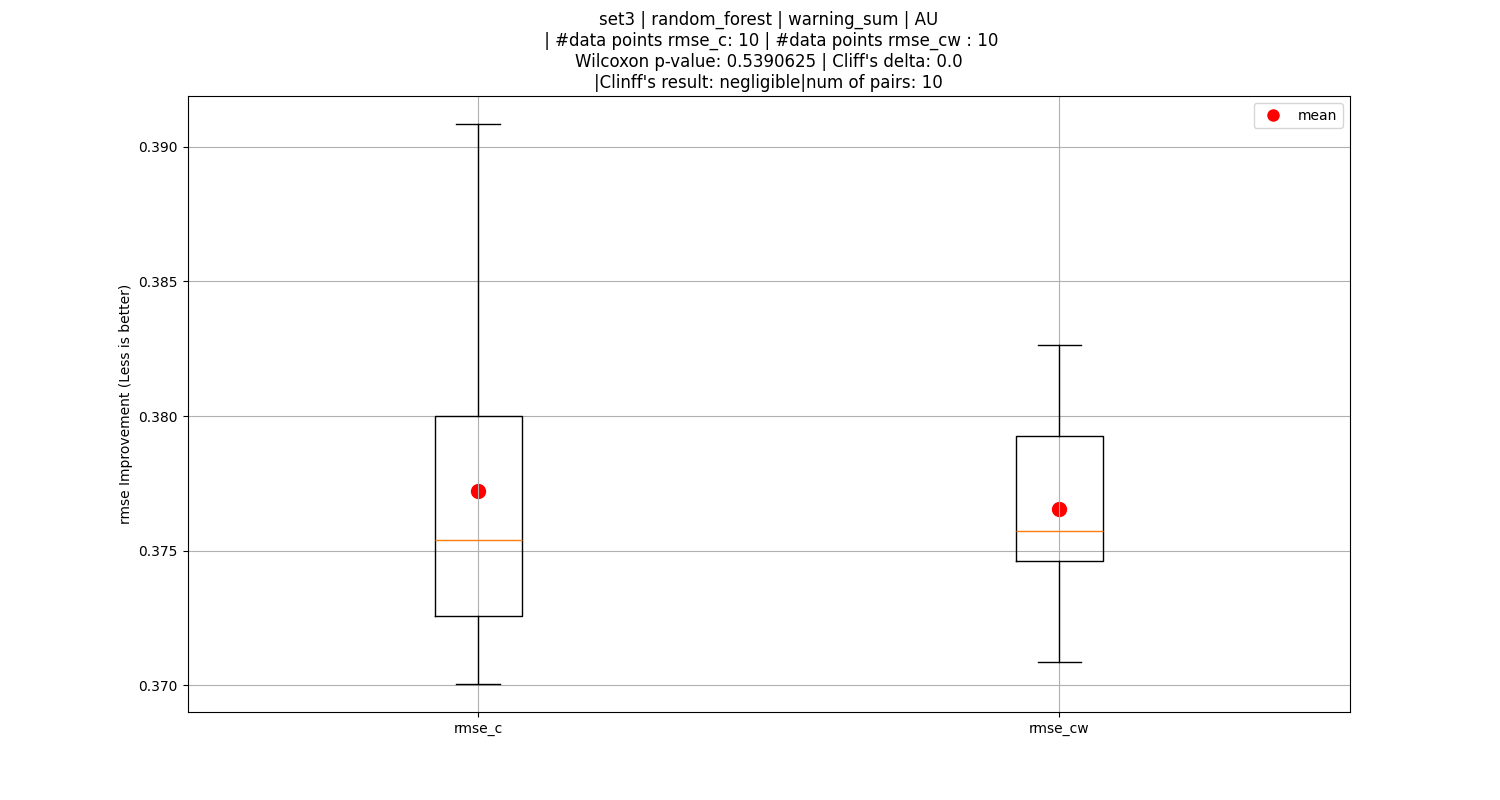 set3 | random_forest | warning_sum | AU
| #data points rmse_c: 10 | #data points rmse_cw : 10
Wilcoxon p-value: 0.5390625 | Cliff's delta: 0.0
|Clinff's result: negligible|num of pairs: 10
mean
0.390
0.385
0.380
0.375
0.370
rmse Improvement (Less is better)
rmse_c
rmse_cw